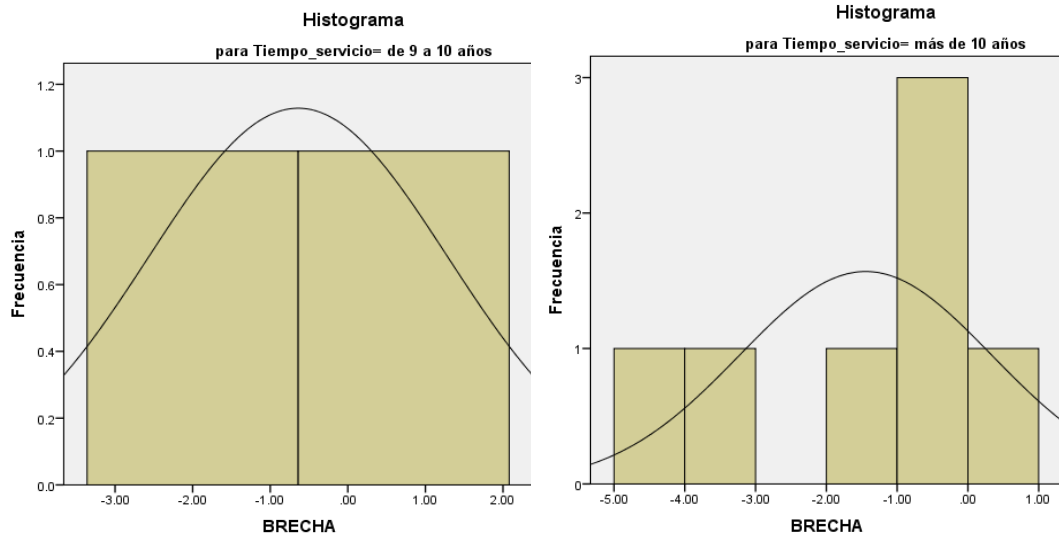 Histograma
para Tiempo_servicio= de 9 a 10 años
1.2
1.0
0.8
0.6
0.4
0.2
0.0
Frecuencia
-3.00 -2.00 -1.00 .00 1.00 2.00
BRECHA
Histograma
para Tiempo_servicio= más de 10 años
3
2
1
0
Frecuencia
-5.00 -4.00 -3.00 -2.00 -1.00 .00 1.00
BRECHA